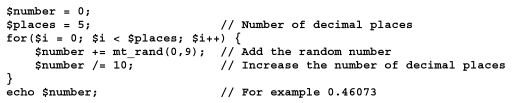 $number = 0;
$places = 5; // Number of decimal places
for($i = 0; $i < $places; $i++) {
$number += mt_rand(0,9); // Add the random number
$number /= 10; // Increase the number of decimal places
}
echo $number; // For example 0.46073